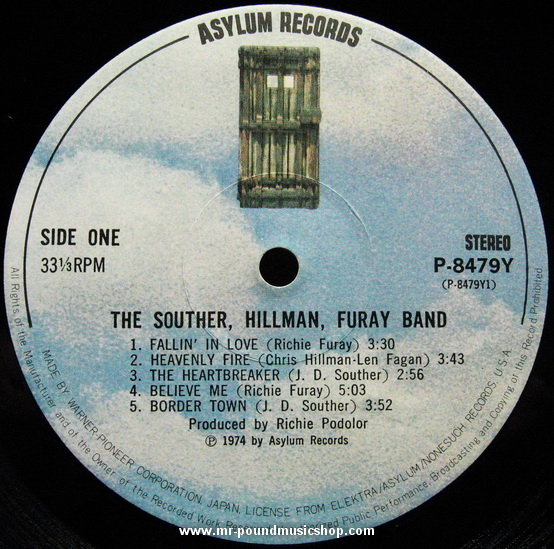 ASYLUM RECORDS
SIDE ONE
33⅓RPM
STEREO
P-8479Y
(P-8479Y1)
THE SOUTHER, HILLMAN, FURAY BAND
1. FALLIN' IN LOVE (Richie Furay) 3:30
2. HEAVENLY FIRE (Chris Hillman-Len Fagan) 3:43
3. THE HEARTBREAKER (J. D. Souther) 2:56
4. BELIEVE ME (Richie Furay) 5:03
5. BORDER TOWN (J. D. Souther) 3:52
Produced by Richie Podolor
℗ 1974 by Asylum Records
MADE BY WARNER-PIONEER CORPORATION, JAPAN, LICENSE FROM ELEKTRA/ASYLUM/NONESUCH RECORDS, U.S.A.
All Rights of the Manufacturer and of the Owner of the Recorded Work Public Performance, Broadcasting and Copying of this Record Prohibited
www.mr-poundmusicshop.com